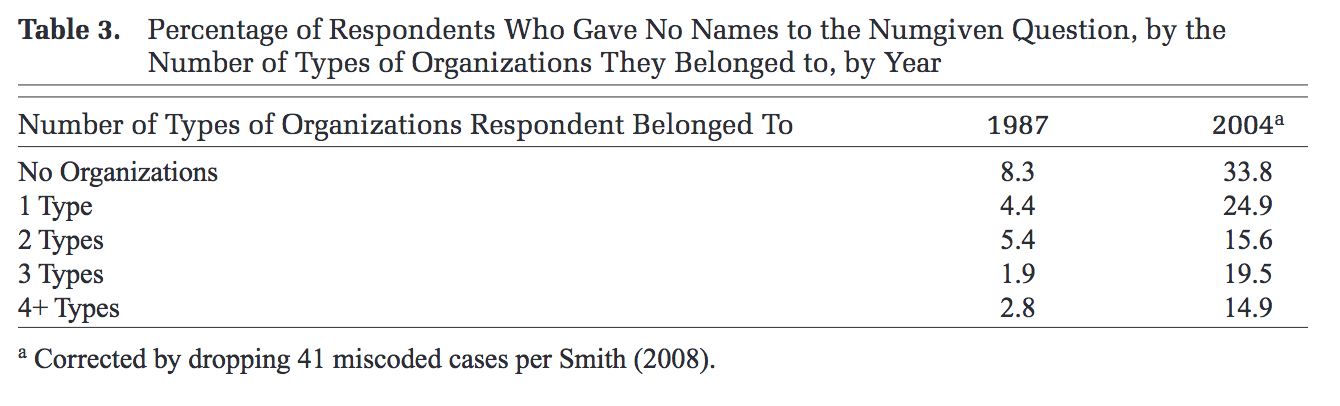 Table 3. Percentage of Respondents Who Gave No Names to the Numgiven Question, by the
Number of Types of Organizations They Belonged to, by Year
Number of Types of Organizations Respondent Belonged To 1987 2004ᵃ
No Organizations 8.3 33.8
1 Type 4.4 24.9
2 Types 5.4 15.6
3 Types 1.9 19.5
4+ Types 2.8 14.9
ᵃ Corrected by dropping 41 miscoded cases per Smith (2008).